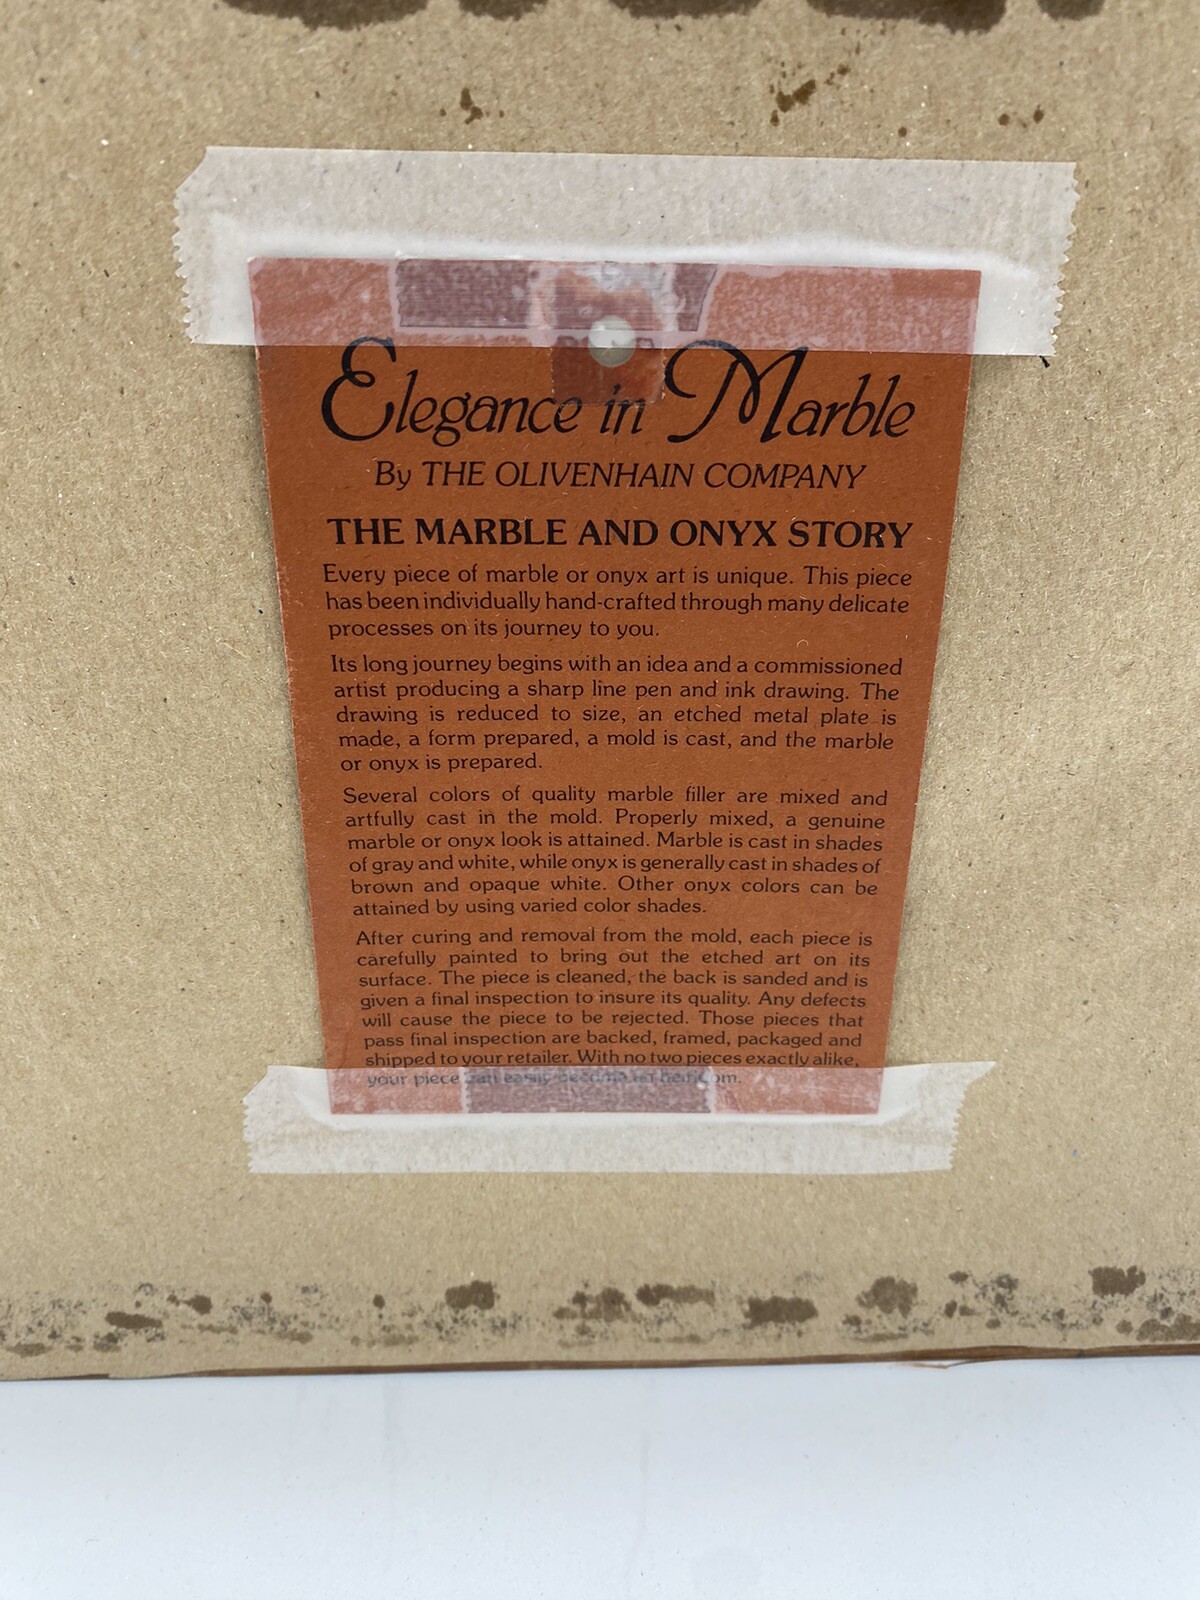 Elegance in Marble
By THE OLIVENHAIN COMPANY
THE MARBLE AND ONYX STORY
Every piece of marble or onyx art is unique. This piece
has been individually hand-crafted through many delicate
processes on its journey to you.
Its long journey begins with an idea and a commissioned
artist producing a sharp line pen and ink drawing. The
drawing is reduced to size, an etched metal plate is
made, a form prepared, a mold is cast, and the marble
or onyx is prepared.
Several colors of quality marble filler are mixed and
artfully cast in the mold. Properly mixed, a genuine
marble or onyx look is attained. Marble is cast in shades
of gray and white, while onyx is generally cast in shades of
brown and opaque white. Other onyx colors can be
attained by using varied color shades.
After curing and removal from the mold, each piece is
carefully painted to bring out the etched art on its
surface. The piece is cleaned, the back is sanded and is
given a final inspection to insure its quality. Any defects
will cause the piece to be rejected. Those pieces that
pass final inspection are backed, framed, packaged and
shipped to your retailer. With no two pieces exactly alike,
your piece can easily become an heirloom.